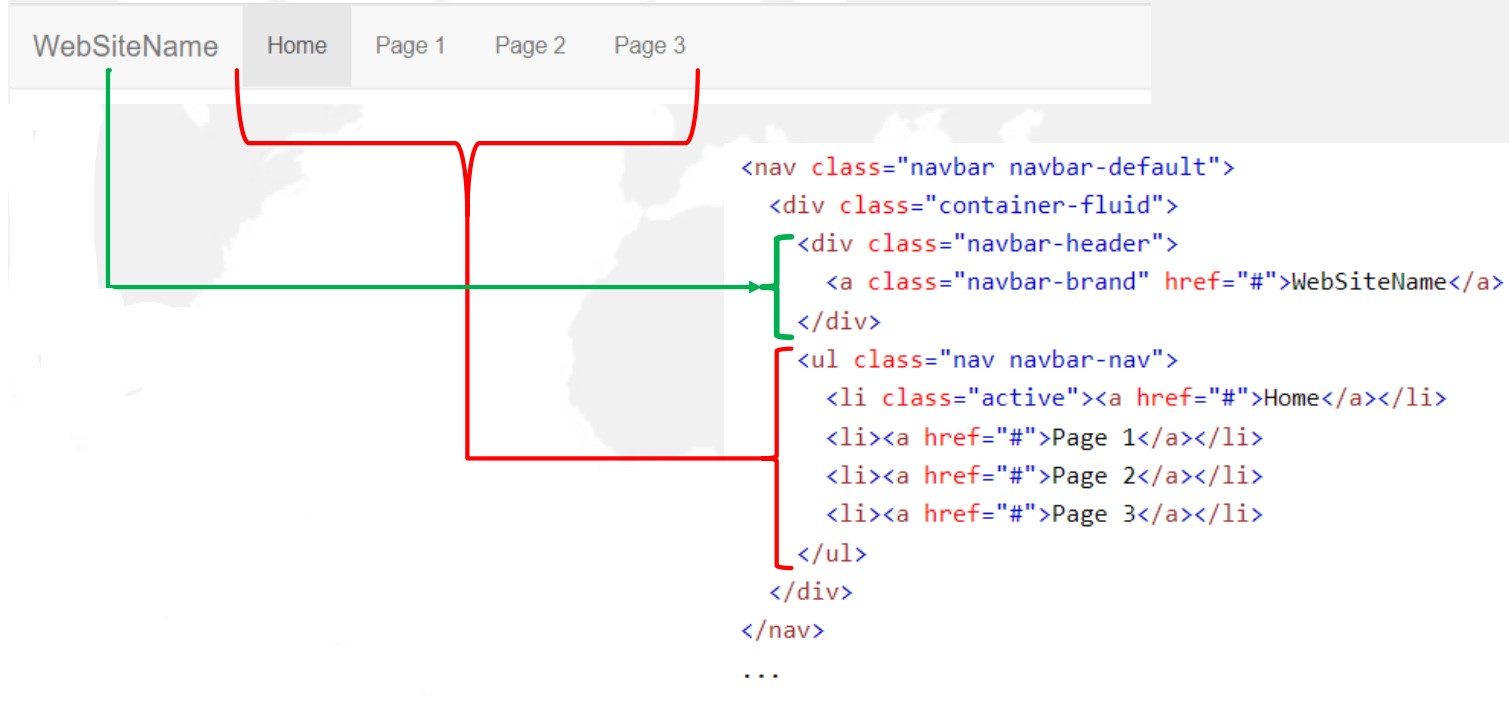 WebSiteName Home Page 1 Page 2 Page 3
<nav class="navbar navbar-default">
<div class="container-fluid">
<div class="navbar-header">
<a class="navbar-brand" href="#">WebSiteName</a>
</div>
<ul class="nav navbar-nav">
<li class="active"><a href="#">Home</a></li>
<li><a href="#">Page 1</a></li>
<li><a href="#">Page 2</a></li>
<li><a href="#">Page 3</a></li>
</ul>
</div>
</nav>
...